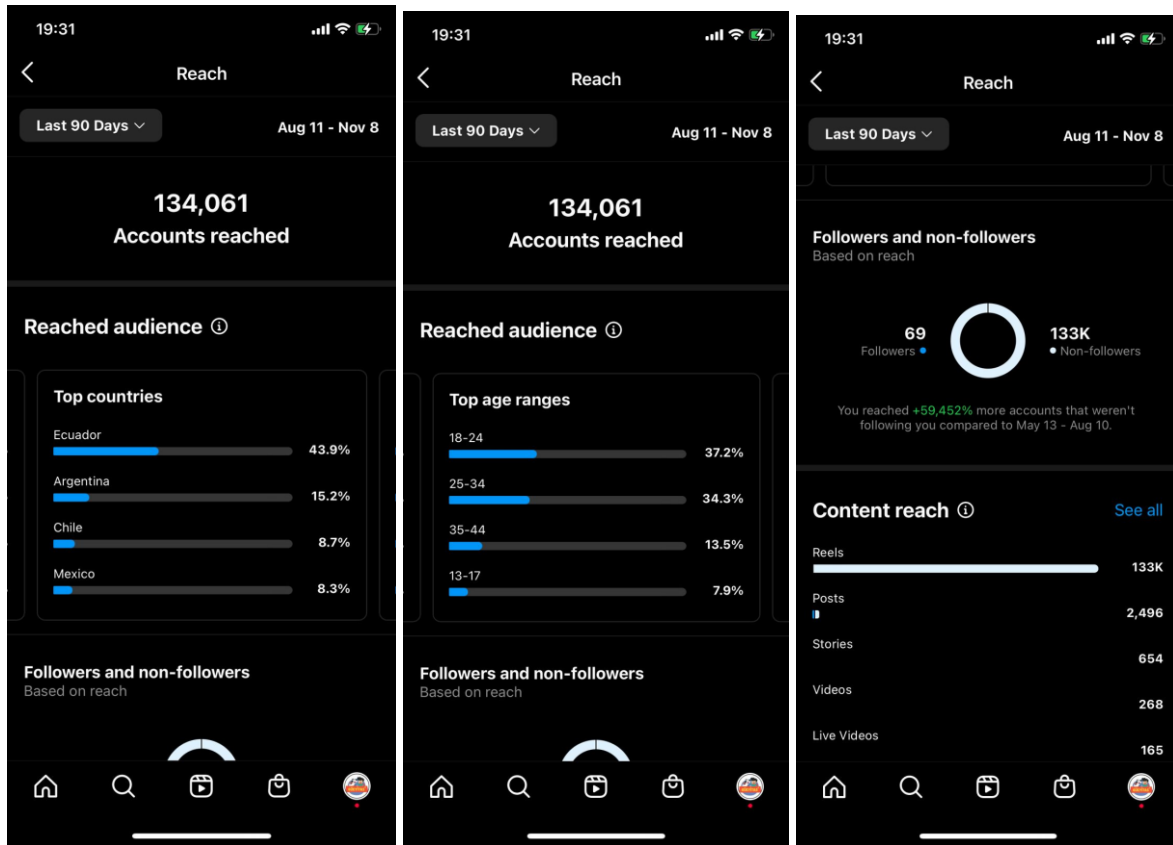 19:31
Reach
Last 90 Days
Aug 11 - Nov 8
134,061
Accounts reached
Reached audience
Top countries
Ecuador
43.9%
Argentina
15.2%
Chile
8.7%
Mexico
8.3%
Followers and non-followers
Based on reach
19:31
Reach
Last 90 Days
Aug 11 - Nov 8
134,061
Accounts reached
Reached audience
Top age ranges
18-24
37.2%
25-34
34.3%
35-44
13.5%
13-17
7.9%
Followers and non-followers
Based on reach
19:31
Reach
Last 90 Days
Aug 11 - Nov 8
Followers and non-followers
Based on reach
69
Followers
133K
Non-followers
You reached +59,452% more accounts that weren't
following you compared to May 13 - Aug 10.
Content reach
See all
Reels
133K
Posts
2,496
Stories
654
Videos
268
Live Videos
165